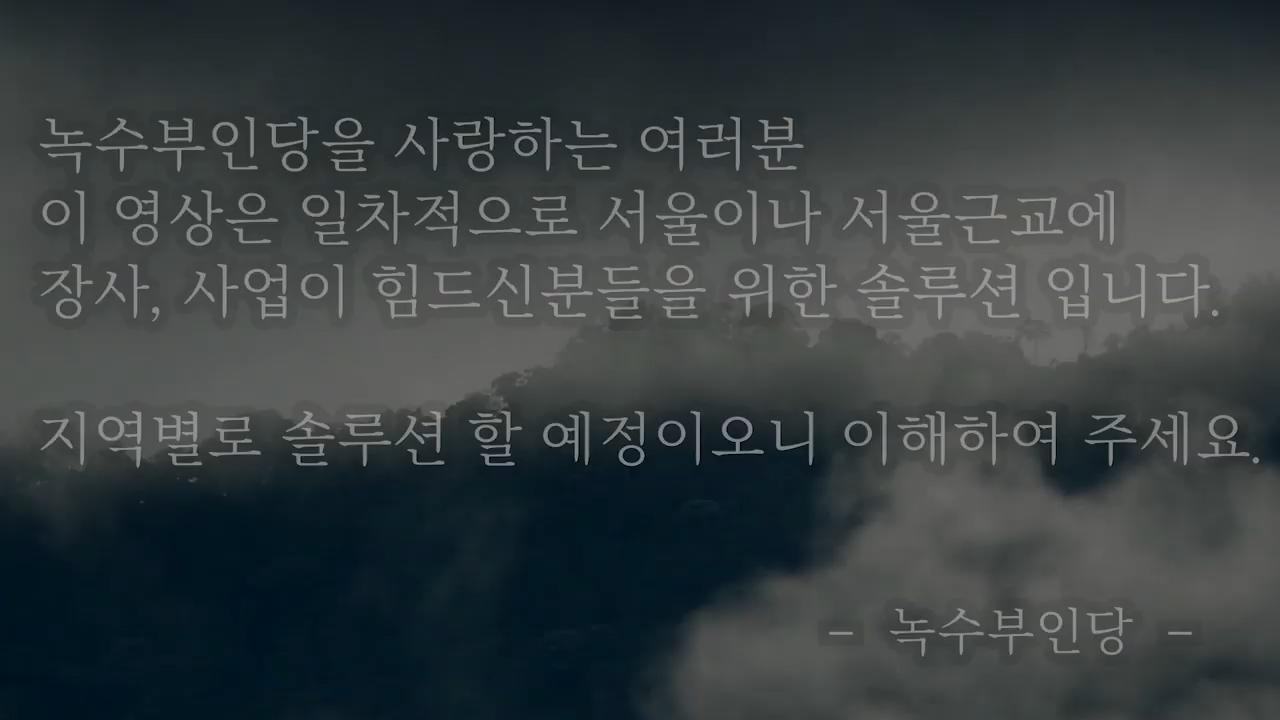 녹수부인당을 사랑하는 여러분
이 영상은 일차적으로 서울이나 서울근교에
장사, 사업이 힘드신분들을 위한 솔루션 입니다.
지역별로 솔루션 할 예정이오니 이해하여 주세요.
- 녹수부인당 -